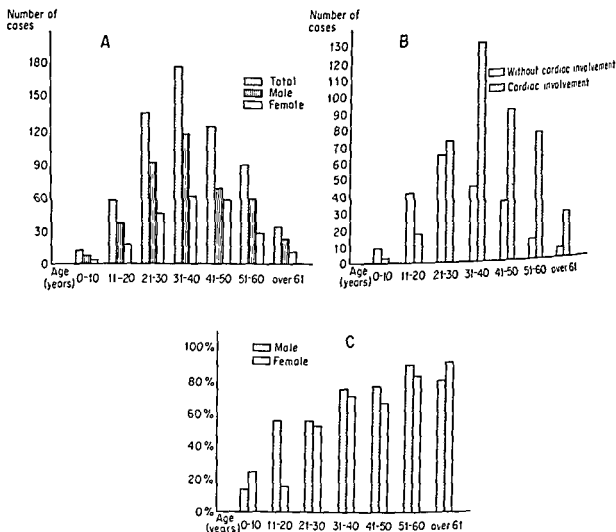 Number of
cases
A
180
150
120
90
60
30
0
Total
Male
Female
Age
(years)
0-10 11-20 21-30 31-40 41-50 51-60 over 61
Number of
cases
B
130
120
110
100
90
80
70
60
50
40
30
20
10
0
Without cardiac involvement
Cardiac involvement
Age
(years)
0-10 11-20 21-30 31-40 41-50 51-60 over 61
C
100%
80%
60%
40%
20%
0%
Male
Female
Age
(years)
0-10 11-20 21-30 31-40 41-50 51-60 over 61